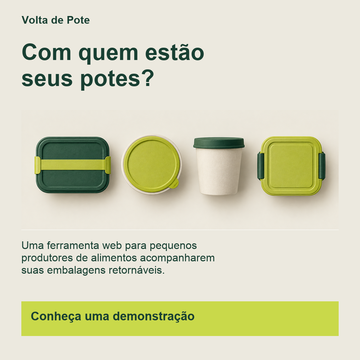 Volta de Pote
Com quem estão
seus potes?
Uma ferramenta web para pequenos
produtores de alimentos acompanharem
suas embalagens retornáveis.
Conheça uma demonstração